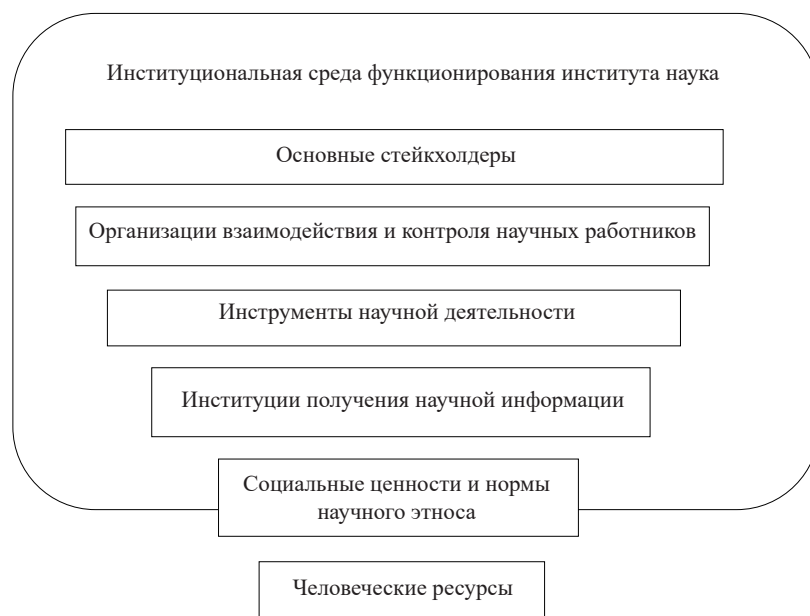 Институциональная среда функционирования института наука
Основные стейкхолдеры
Организации взаимодействия и контроля научных работников
Инструменты научной деятельности
Институции получения научной информации
Социальные ценности и нормы
научного этноса
Человеческие ресурсы